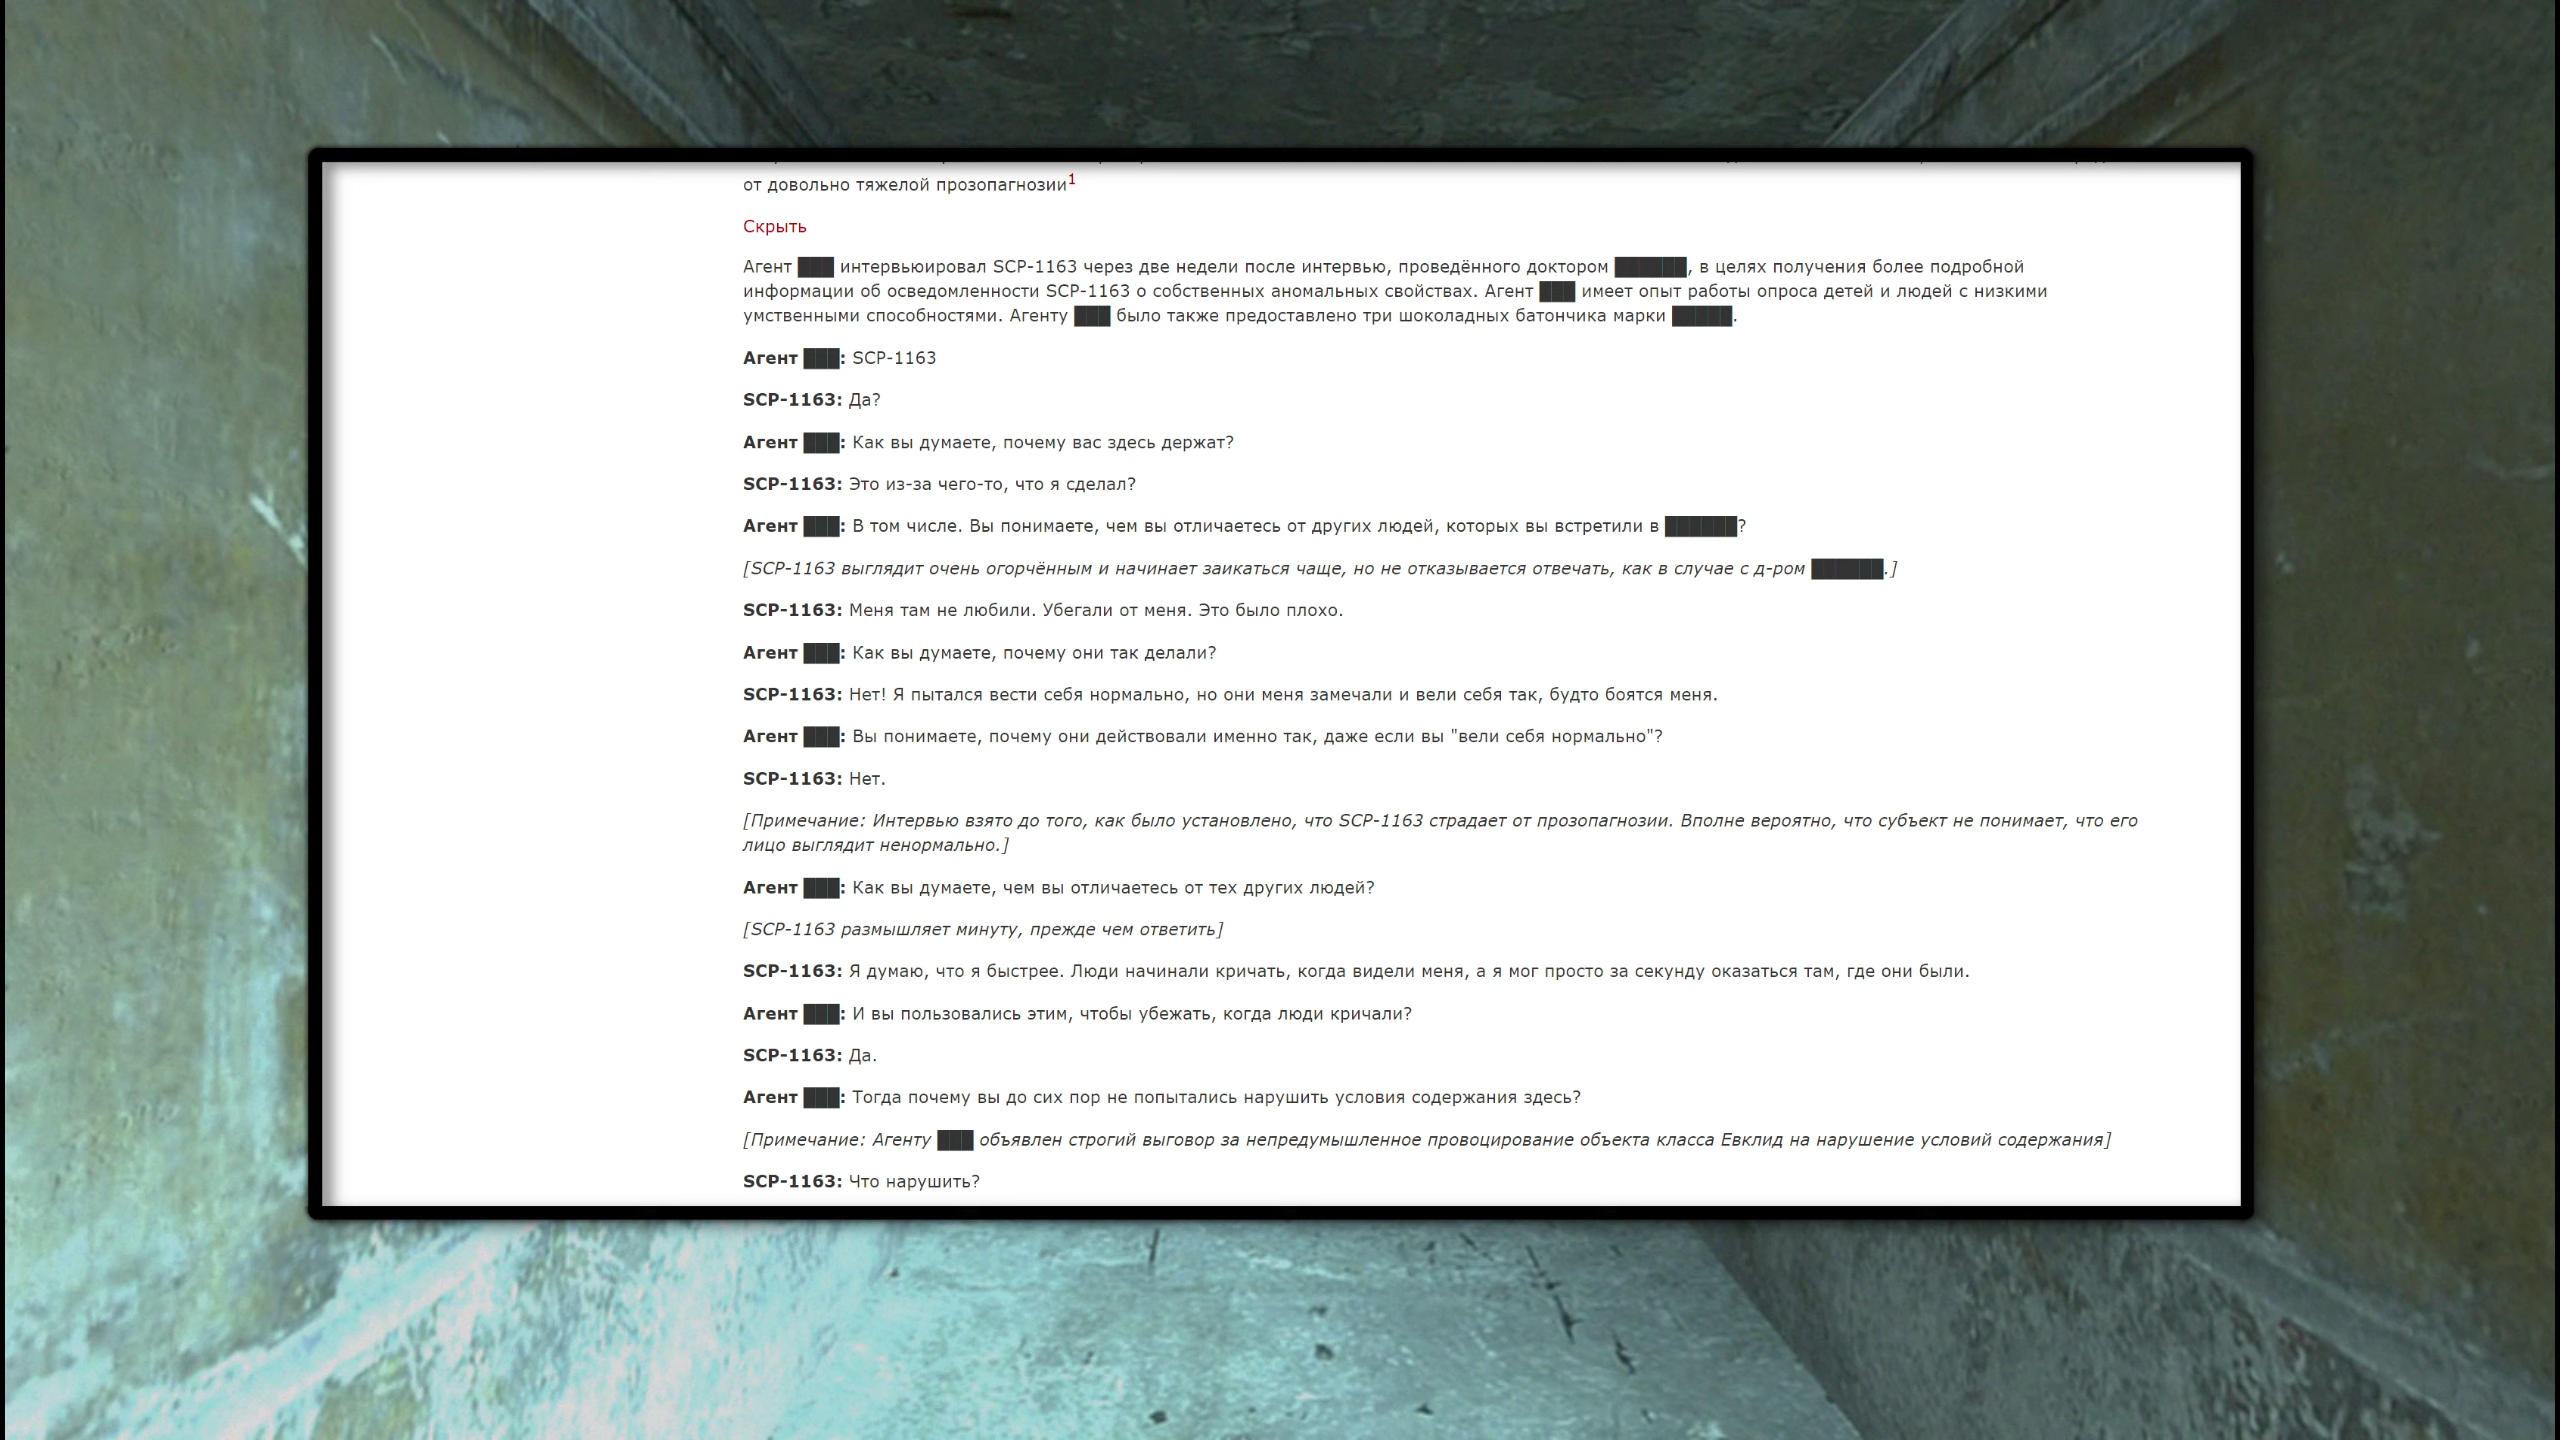 от довольно тяжелой прозопагнозии1
Скрыть
Агент ███ интервьюировал SCP-1163 через две недели после интервью, проведённого доктором ██████, в целях получения более подробной
информации об осведомленности SCP-1163 о собственных аномальных свойствах. Агент ███ имеет опыт работы опроса детей и людей с низкими
умственными способностями. Агенту ███ было также предоставлено три шоколадных батончика марки █████.
Агент ███: SCP-1163
SCP-1163: Да?
Агент ███: Как вы думаете, почему вас здесь держат?
SCP-1163: Это из-за чего-то, что я сделал?
Агент ███: В том числе. Вы понимаете, чем вы отличаетесь от других людей, которых вы встретили в ██████?
[SCP-1163 выглядит очень огорчённым и начинает заикаться чаще, но не отказывается отвечать, как в случае с д-ром ██████.]
SCP-1163: Меня там не любили. Убегали от меня. Это было плохо.
Агент ███: Как вы думаете, почему они так делали?
SCP-1163: Нет! Я пытался вести себя нормально, но они меня замечали и вели себя так, будто боятся меня.
Агент ███: Вы понимаете, почему они действовали именно так, даже если вы "вели себя нормально"?
SCP-1163: Нет.
[Примечание: Интервью взято до того, как было установлено, что SCP-1163 страдает от прозопагнозии. Вполне вероятно, что субъект не понимает, что его
лицо выглядит ненормально.]
Агент ███: Как вы думаете, чем вы отличаетесь от тех других людей?
[SCP-1163 размышляет минуту, прежде чем ответить]
SCP-1163: Я думаю, что я быстрее. Люди начинали кричать, когда видели меня, а я мог просто за секунду оказаться там, где они были.
Агент ███: И вы пользовались этим, чтобы убежать, когда люди кричали?
SCP-1163: Да.
Агент ███: Тогда почему вы до сих пор не попытались нарушить условия содержания здесь?
[Примечание: Агенту ███ объявлен строгий выговор за непредумышленное провоцирование объекта класса Евклид на нарушение условий содержания]
SCP-1163: Что нарушить?